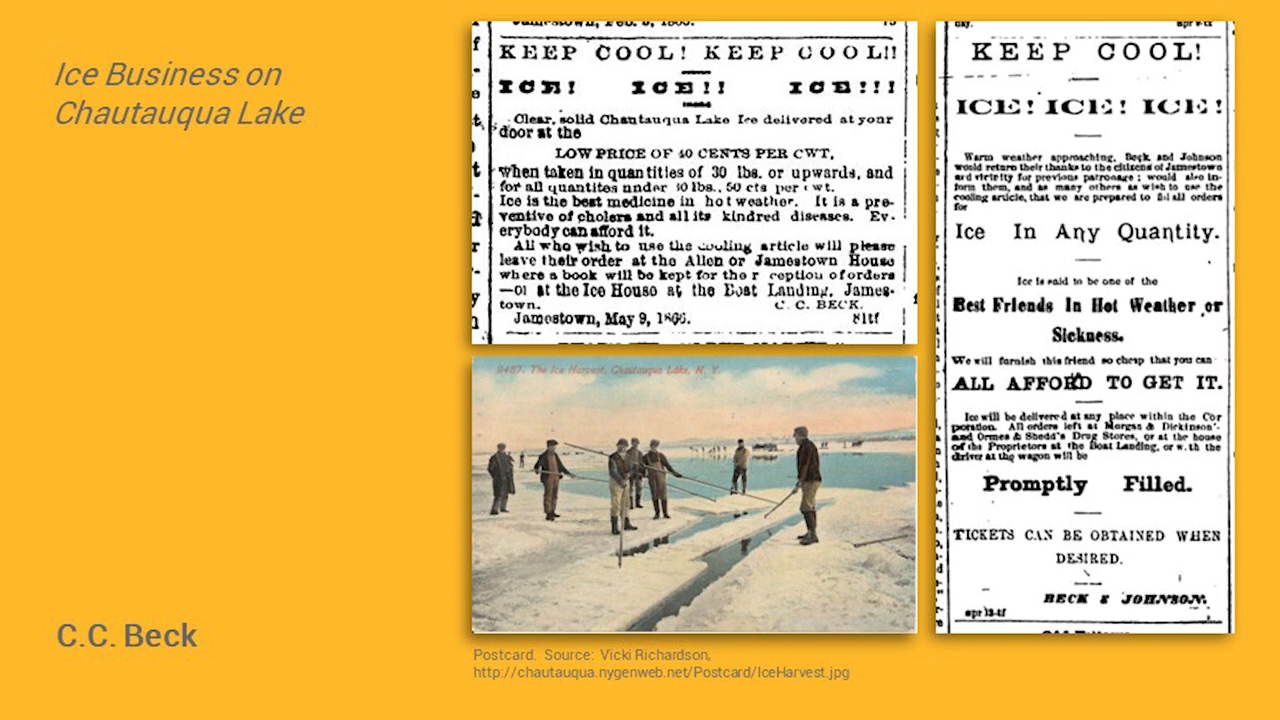 Ice Business on
Chautauqua Lake
C.C. Beck
Jamestown, Feb. 5, 1866.
KEEP COOL! KEEP COOL!!
ICE! ICE!! ICE!!!
Clear, solid Chautauqua Lake Ice delivered at your
door at the
LOW PRICE OF 40 CENTS PER CWT,
when taken in quantities of 30 lbs. or upwards, and
for all quantites under 10 lbs., 50 cts per cwt.
Ice is the best medicine in hot weather. It is a pre-
ventive of cholera and all its kindred diseases. Ev-
erybody can afford it.
All who wish to use the cooling article will please
leave their order at the Allen or Jamestown House
where a book will be kept for the r ception of orders
—or at the Ice House at the Boat Landing, James-
town. C. C. BECK.
Jamestown, May 9, 1866. 81tf
9487. The Ice Harvest, Chautauqua Lake, N. Y.
Postcard. Source: Vicki Richardson,
http://chautauqua.nygenweb.net/Postcard/IceHarvest.jpg
day.
KEEP COOL!
ICE! ICE! ICE!
Warm weather approaching, Beck and Johnson
would return their thanks to the citizens of Jamestown
and vicinity for previous patronage; would also in-
form them, and as many others as wish to use the
cooling article, that we are prepared to fill all orders
for
Ice In Any Quantity.
Ice is said to be one of the
Best Friends In Hot Weather or
Sickness.
We will furnish this friend so cheap that you can
ALL AFFORD TO GET IT.
Ice will be delivered at any place within the Cor
poration. All orders left at Morgan & Dickinson's
and Ormes & Shedd's Drug Stores, or at the house
of the Proprietors at the Boat Landing, or with the
driver at the wagon will be
Promptly Filled.
TICKETS CAN BE OBTAINED WHEN
DESIRED.
BECK & JOHNSON.
apr 13-tf